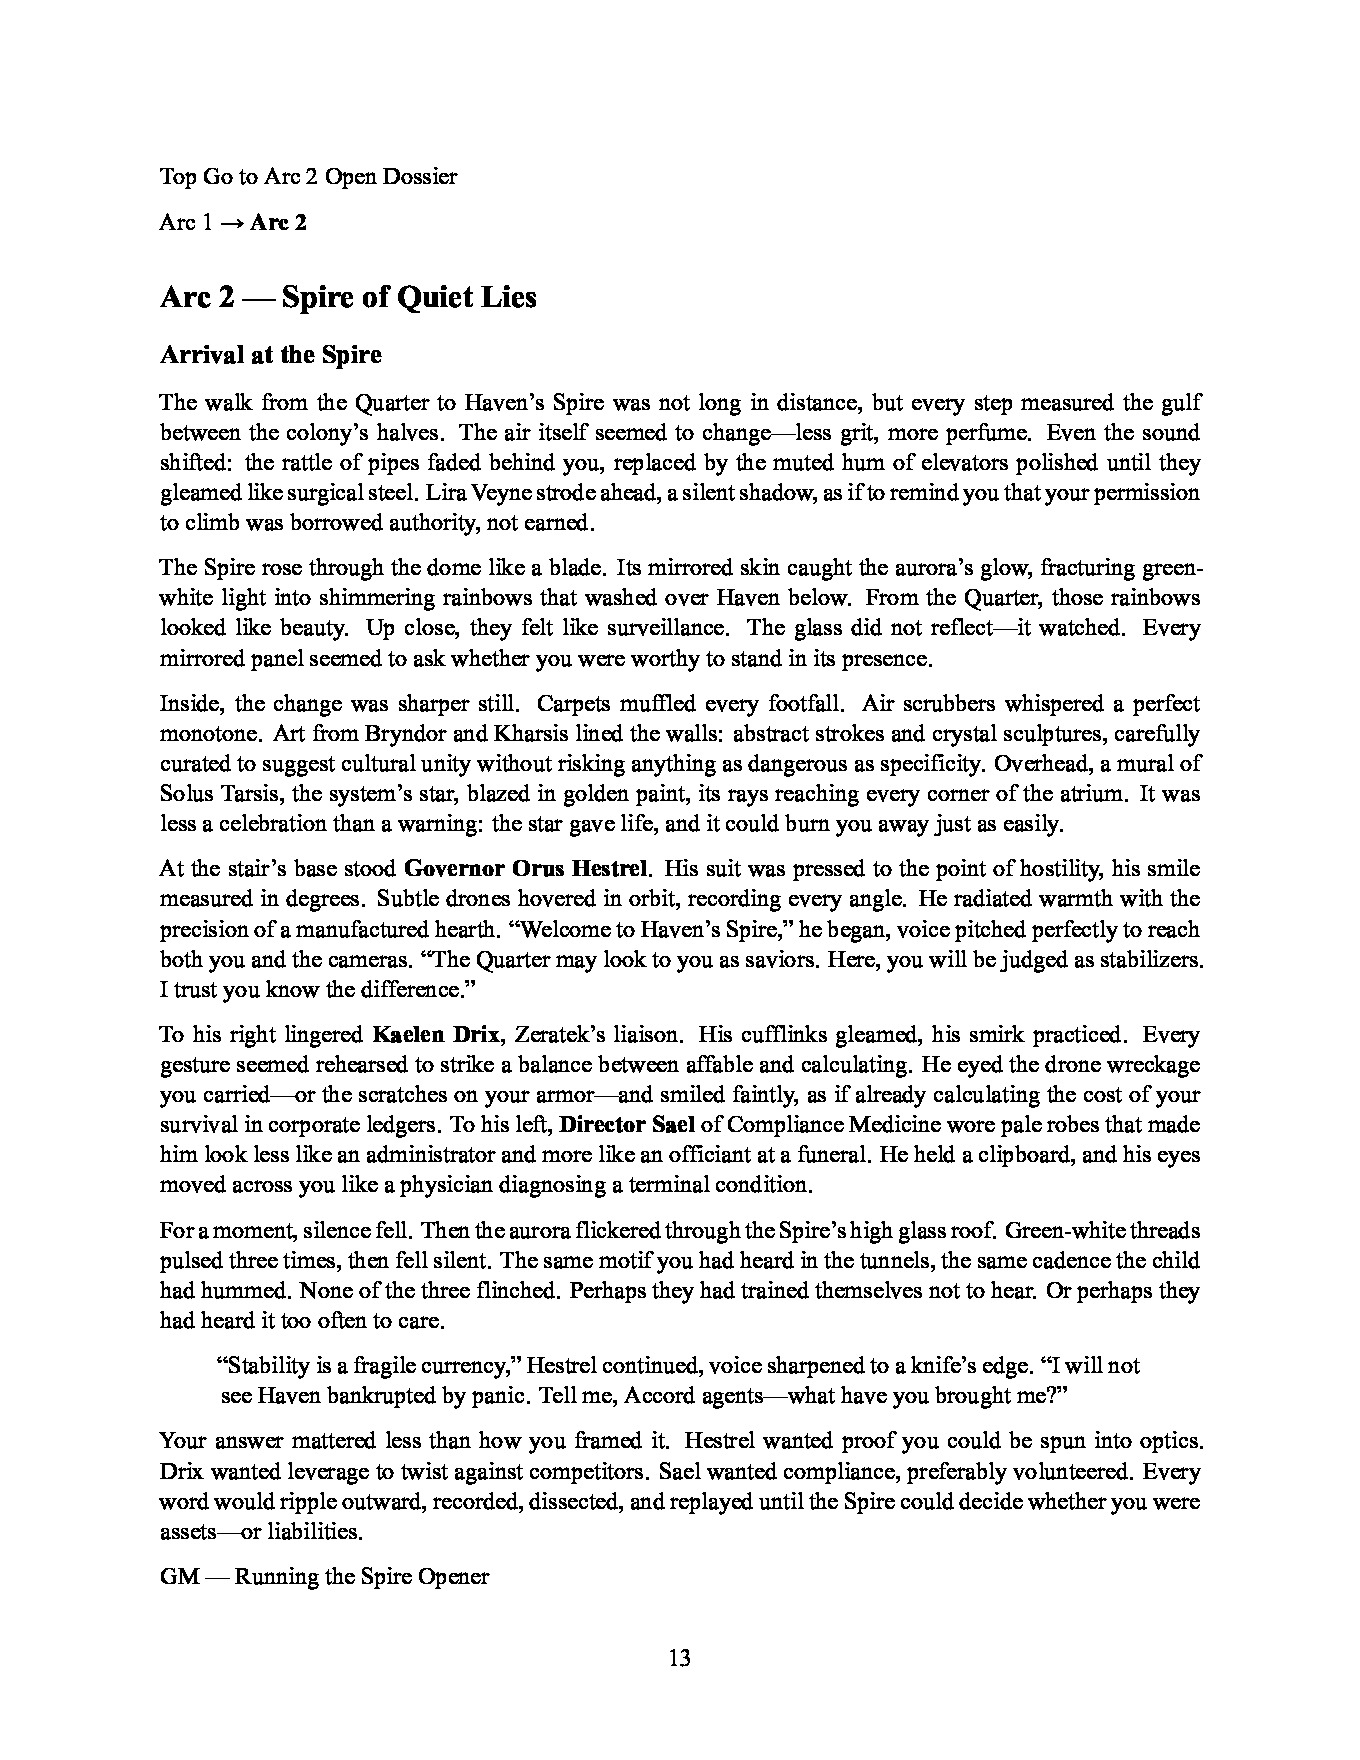 Top Go to Arc 2 Open Dossier
Arc 1 → Arc 2
Arc 2 — Spire of Quiet Lies
Arrival at the Spire
The walk from the Quarter to Haven’s Spire was not long in distance, but every step measured the gulf
between the colony’s halves. The air itself seemed to change—less grit, more perfume. Even the sound
shifted: the rattle of pipes faded behind you, replaced by the muted hum of elevators polished until they
gleamed like surgical steel. Lira Veyne strode ahead, a silent shadow, as if to remind you that your permission
to climb was borrowed authority, not earned.
The Spire rose through the dome like a blade. Its mirrored skin caught the aurora’s glow, fracturing green-
white light into shimmering rainbows that washed over Haven below. From the Quarter, those rainbows
looked like beauty. Up close, they felt like surveillance. The glass did not reflect—it watched. Every
mirrored panel seemed to ask whether you were worthy to stand in its presence.
Inside, the change was sharper still. Carpets muffled every footfall. Air scrubbers whispered a perfect
monotone. Art from Bryndor and Kharsis lined the walls: abstract strokes and crystal sculptures, carefully
curated to suggest cultural unity without risking anything as dangerous as specificity. Overhead, a mural of
Solus Tarsis, the system’s star, blazed in golden paint, its rays reaching every corner of the atrium. It was
less a celebration than a warning: the star gave life, and it could burn you away just as easily.
At the stair’s base stood Governor Orus Hestrel. His suit was pressed to the point of hostility, his smile
measured in degrees. Subtle drones hovered in orbit, recording every angle. He radiated warmth with the
precision of a manufactured hearth. “Welcome to Haven’s Spire,” he began, voice pitched perfectly to reach
both you and the cameras. “The Quarter may look to you as saviors. Here, you will be judged as stabilizers.
I trust you know the difference.”
To his right lingered Kaelen Drix, Zeratek’s liaison. His cufflinks gleamed, his smirk practiced. Every
gesture seemed rehearsed to strike a balance between affable and calculating. He eyed the drone wreckage
you carried—or the scratches on your armor—and smiled faintly, as if already calculating the cost of your
survival in corporate ledgers. To his left, Director Sael of Compliance Medicine wore pale robes that made
him look less like an administrator and more like an officiant at a funeral. He held a clipboard, and his eyes
moved across you like a physician diagnosing a terminal condition.
For a moment, silence fell. Then the aurora flickered through the Spire’s high glass roof. Green-white threads
pulsed three times, then fell silent. The same motif you had heard in the tunnels, the same cadence the child
had hummed. None of the three flinched. Perhaps they had trained themselves not to hear. Or perhaps they
had heard it too often to care.
“Stability is a fragile currency,” Hestrel continued, voice sharpened to a knife’s edge. “I will not
see Haven bankrupted by panic. Tell me, Accord agents—what have you brought me?”
Your answer mattered less than how you framed it. Hestrel wanted proof you could be spun into optics.
Drix wanted leverage to twist against competitors. Sael wanted compliance, preferably volunteered. Every
word would ripple outward, recorded, dissected, and replayed until the Spire could decide whether you were
assets—or liabilities.
GM — Running the Spire Opener
13